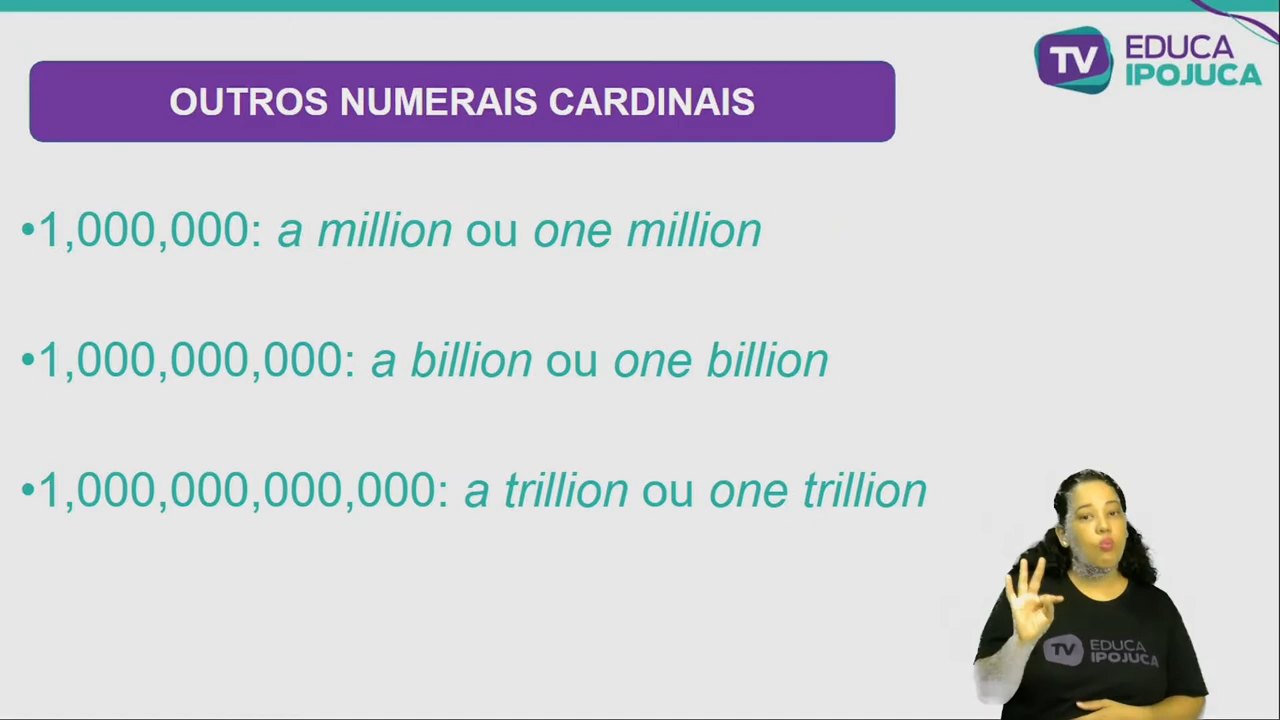 TV EDUCA
IPOJUCA
OUTROS NUMERAIS CARDINAIS
•1,000,000: a million ou one million
•1,000,000,000: a billion ou one billion
•1,000,000,000,000: a trillion ou one trillion
TV EDUCA
IPOJUCA